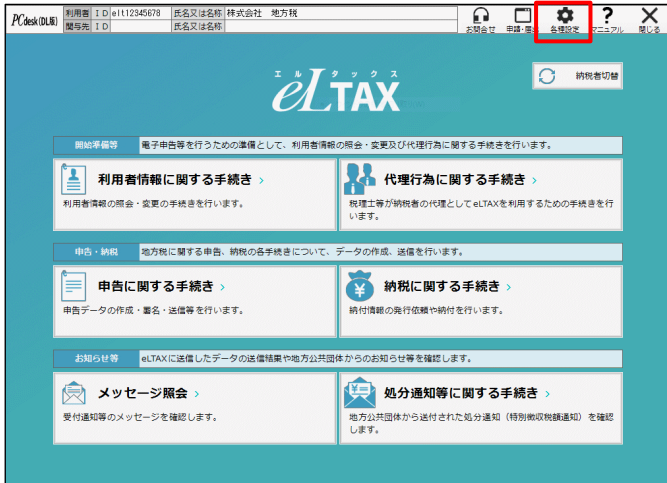 PCdesk(DL版) 利用者 ID elt12345678 氏名又は名称 株式会社 地方税
関与先 ID 氏名又は名称
お問合せ 申請・届出 各種設定 マニュアル 閉じる
エルタックス
eLTAX
納税者切替
開始準備等 電子申告等を行うための準備として、利用者情報の照会・変更及び代理行為に関する手続きを行います。
利用者情報に関する手続き >
利用者情報の照会・変更の手続きを行います。
代理行為に関する手続き >
税理士等が納税者の代理としてeLTAXを利用するための手続きを行
います。
申告・納税 地方税に関する申告、納税の各手続きについて、データの作成、送信を行います。
申告に関する手続き >
申告データの作成・署名・送信等を行います。
納税に関する手続き >
納付情報の発行依頼や納付を行います。
お知らせ等 eLTAXに送信したデータの送信結果や地方公共団体からのお知らせ等を確認します。
メッセージ照会 >
受付通知等のメッセージを確認します。
処分通知等に関する手続き >
地方公共団体から送付された処分通知（特別徴収税額通知）を確認
します。